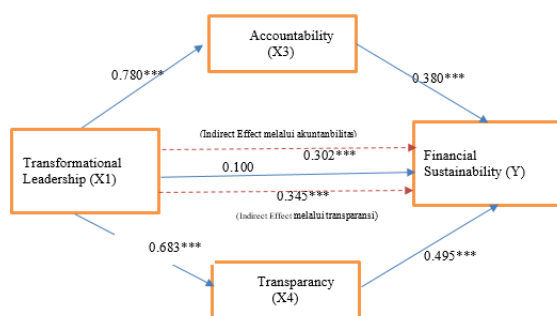 Accountability
(X3)
0.780***
0.380***
(Indirect Effect melalui akuntanbilitas)
0.302***
Transformational
Leadership (X1)
0.100
Financial
Sustainability (Y)
0.345***
(Indirect Effect melalui transparansi)
0.683***
0.495***
Transparancy
(X4)